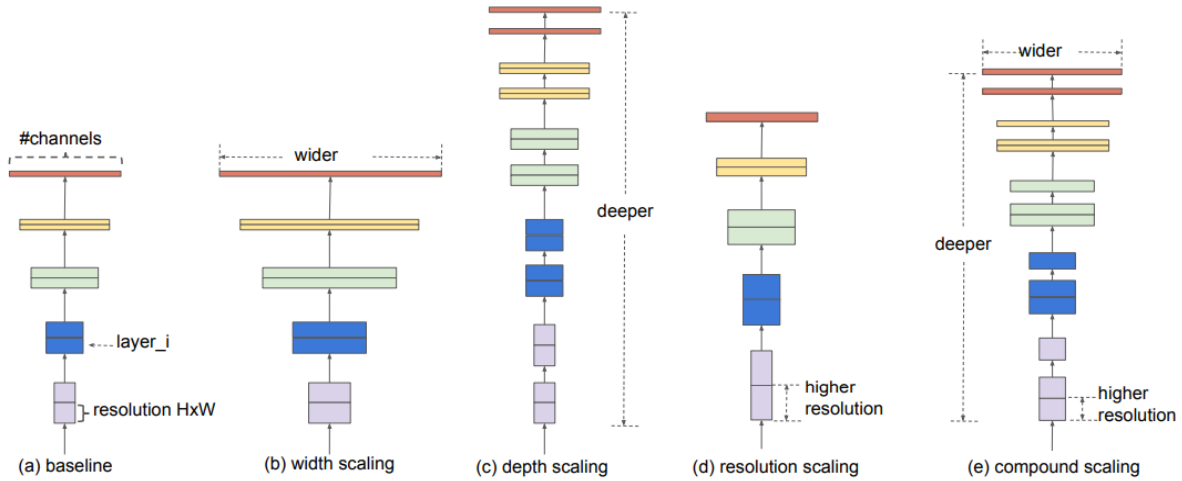 #channels
layer_i
resolution HxW
(a) baseline
wider
(b) width scaling
deeper
(c) depth scaling
higher
resolution
(d) resolution scaling
wider
deeper
higher
resolution
(e) compound scaling